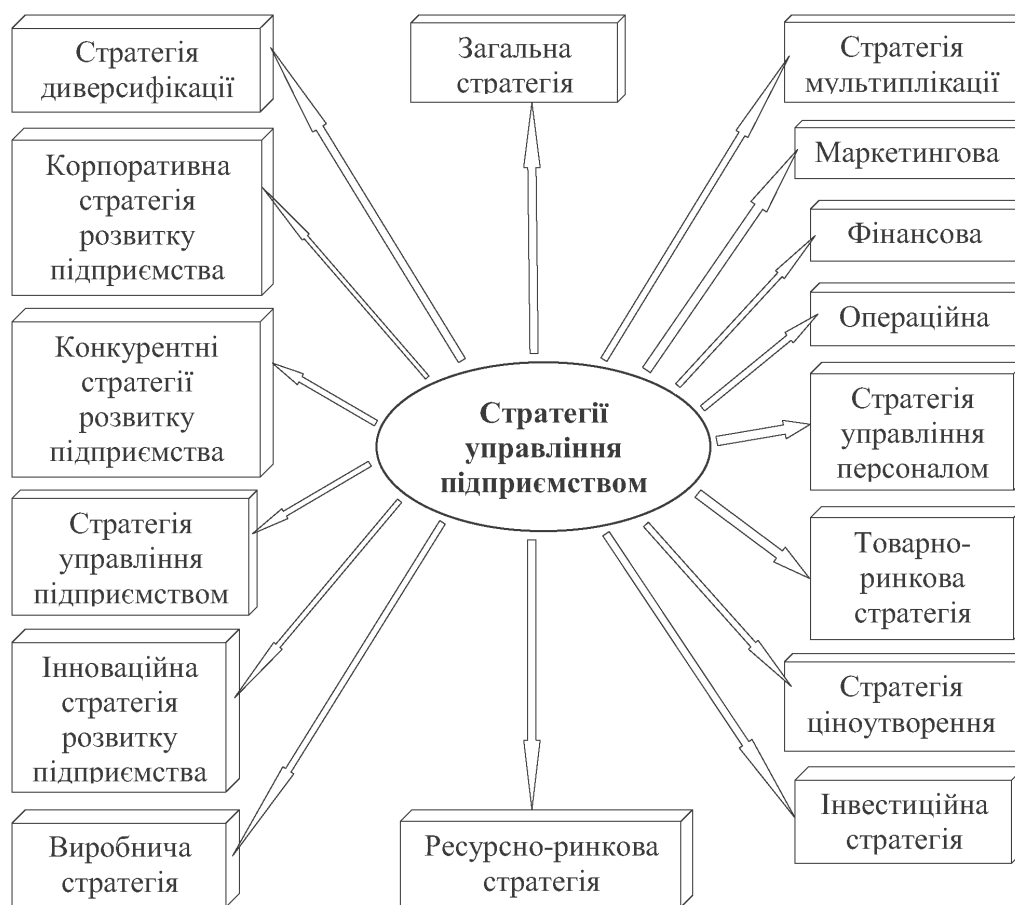 Стратегія
диверсифікації
Загальна
стратегія
Стратегія
мультиплікації
Корпоративна
стратегія
розвитку
підприємства
Маркетингова
Фінансова
Операційна
Конкурентні
стратегії
розвитку
підприємства
Стратегії
управління
підприємством
Стратегія
управління
персоналом
Стратегія
управління
підприємством
Товарно-
ринкова
стратегія
Інноваційна
стратегія
розвитку
підприємства
Стратегія
ціноутворення
Виробнича
стратегія
Ресурсно-ринкова
стратегія
Інвестиційна
стратегія